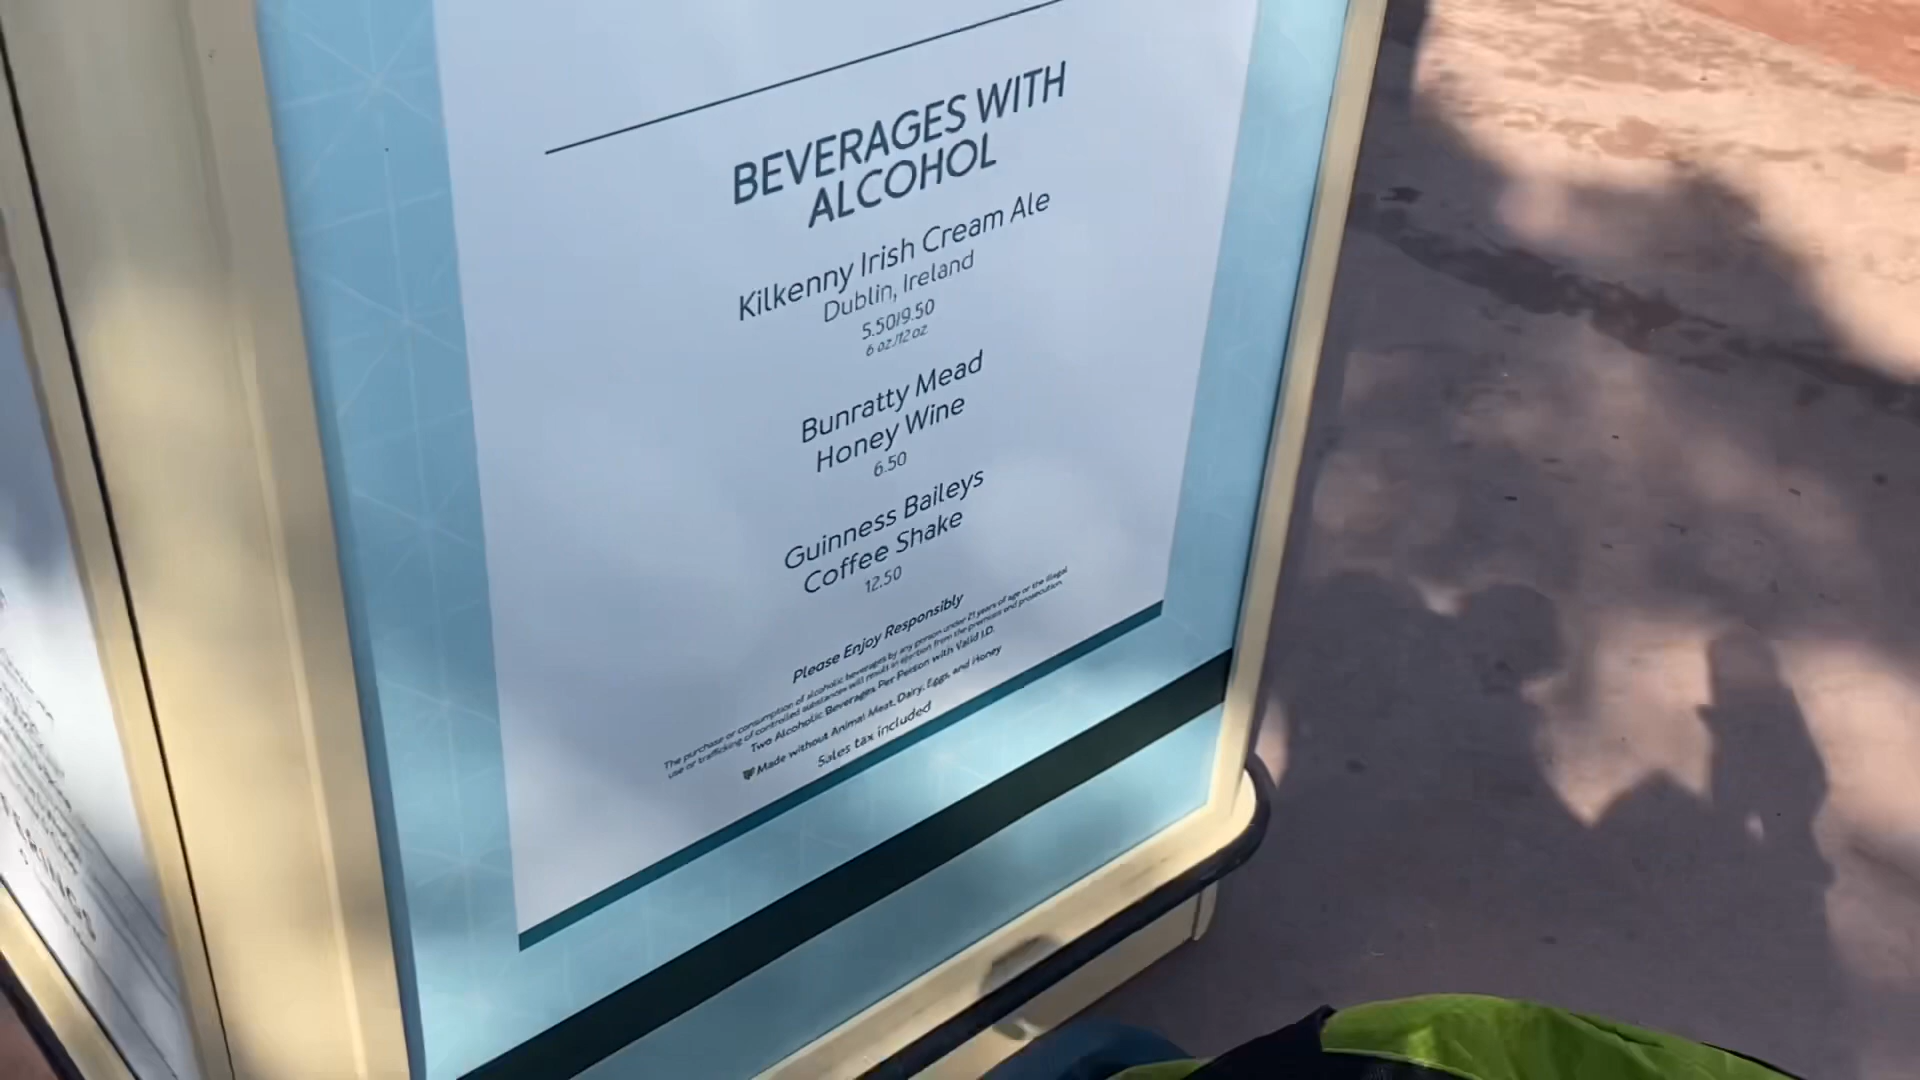 BEVERAGES WITH
ALCOHOL
Kilkenny Irish Cream Ale
Dublin, Ireland
5.50/9.50
6 oz/12 oz
Bunratty Mead
Honey Wine
6.50
Guinness Baileys
Coffee Shake
12.50
Please Enjoy Responsibly
The purchase or consumption of alcoholic beverages by any person under 21 years of age or the illegal
use or trafficking of controlled substances will result in ejection from the premises and prosecution.
Two Alcoholic Beverages Per Person with Valid I.D.
Made without Animal Meat, Dairy, Eggs, and Honey
Sales tax included